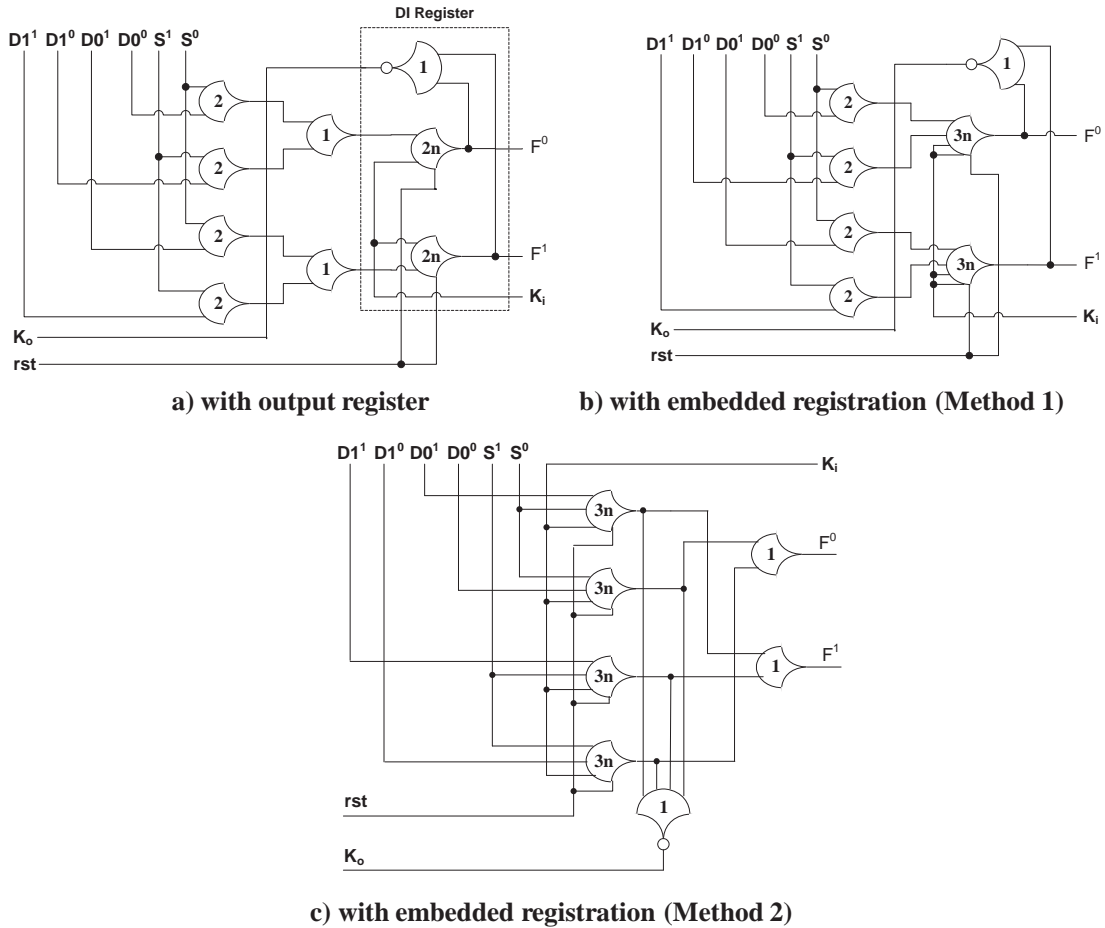 DI Register
D1¹ D1⁰ D0¹ D0⁰ S¹ S⁰
1
2
1
2n
F⁰
2
2
2n
F¹
1
2
Kᵢ
Kₒ
rst
a) with output register
D1¹ D1⁰ D0¹ D0⁰ S¹ S⁰
1
2
3n
F⁰
2
2
3n
F¹
2
Kᵢ
Kₒ
rst
b) with embedded registration (Method 1)
D1¹ D1⁰ D0¹ D0⁰ S¹ S⁰
Kᵢ
3n
1
F⁰
3n
3n
1
F¹
3n
rst
1
Kₒ
c) with embedded registration (Method 2)